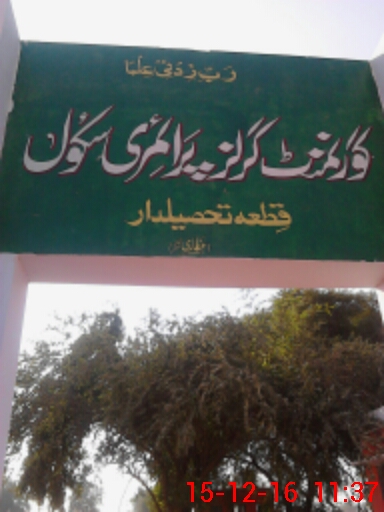 رَبِّ زِدْنِیْ عِلْمًا
گورنمنٹ گرلز پرائمری سکول
قطعہ تحصیلدار
15-12-16 11:37